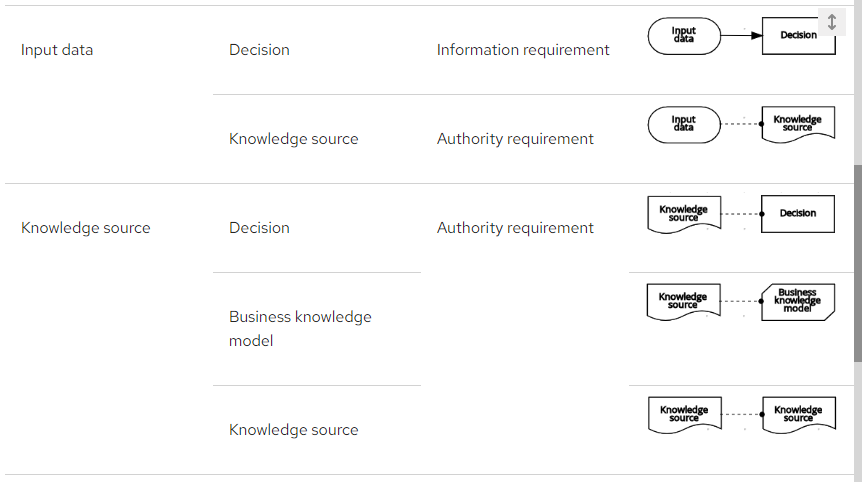 Input data
Decision
Information requirement
Input
data
Decision
Knowledge source
Authority requirement
Input
data
Knowledge
source
Knowledge source
Decision
Authority requirement
Knowledge
source
Decision
Business knowledge
model
Knowledge
source
Business
knowledge
model
Knowledge source
Knowledge
source
Knowledge
source